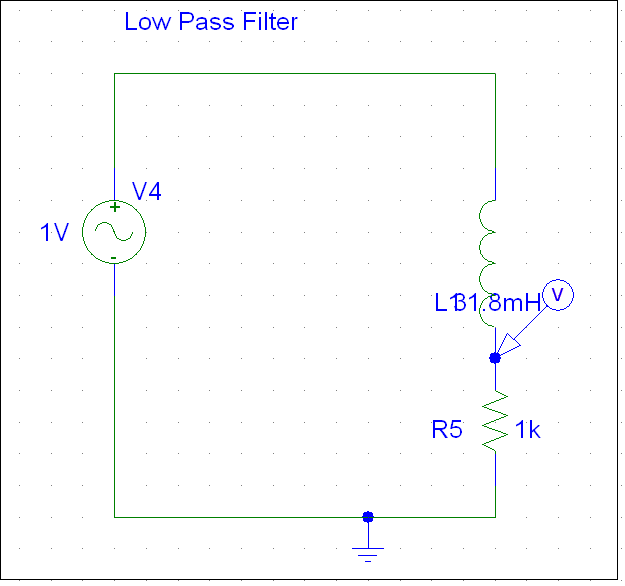 Low Pass Filter
V4
+
1V
-
L1 31.8mH
V
R5 1k